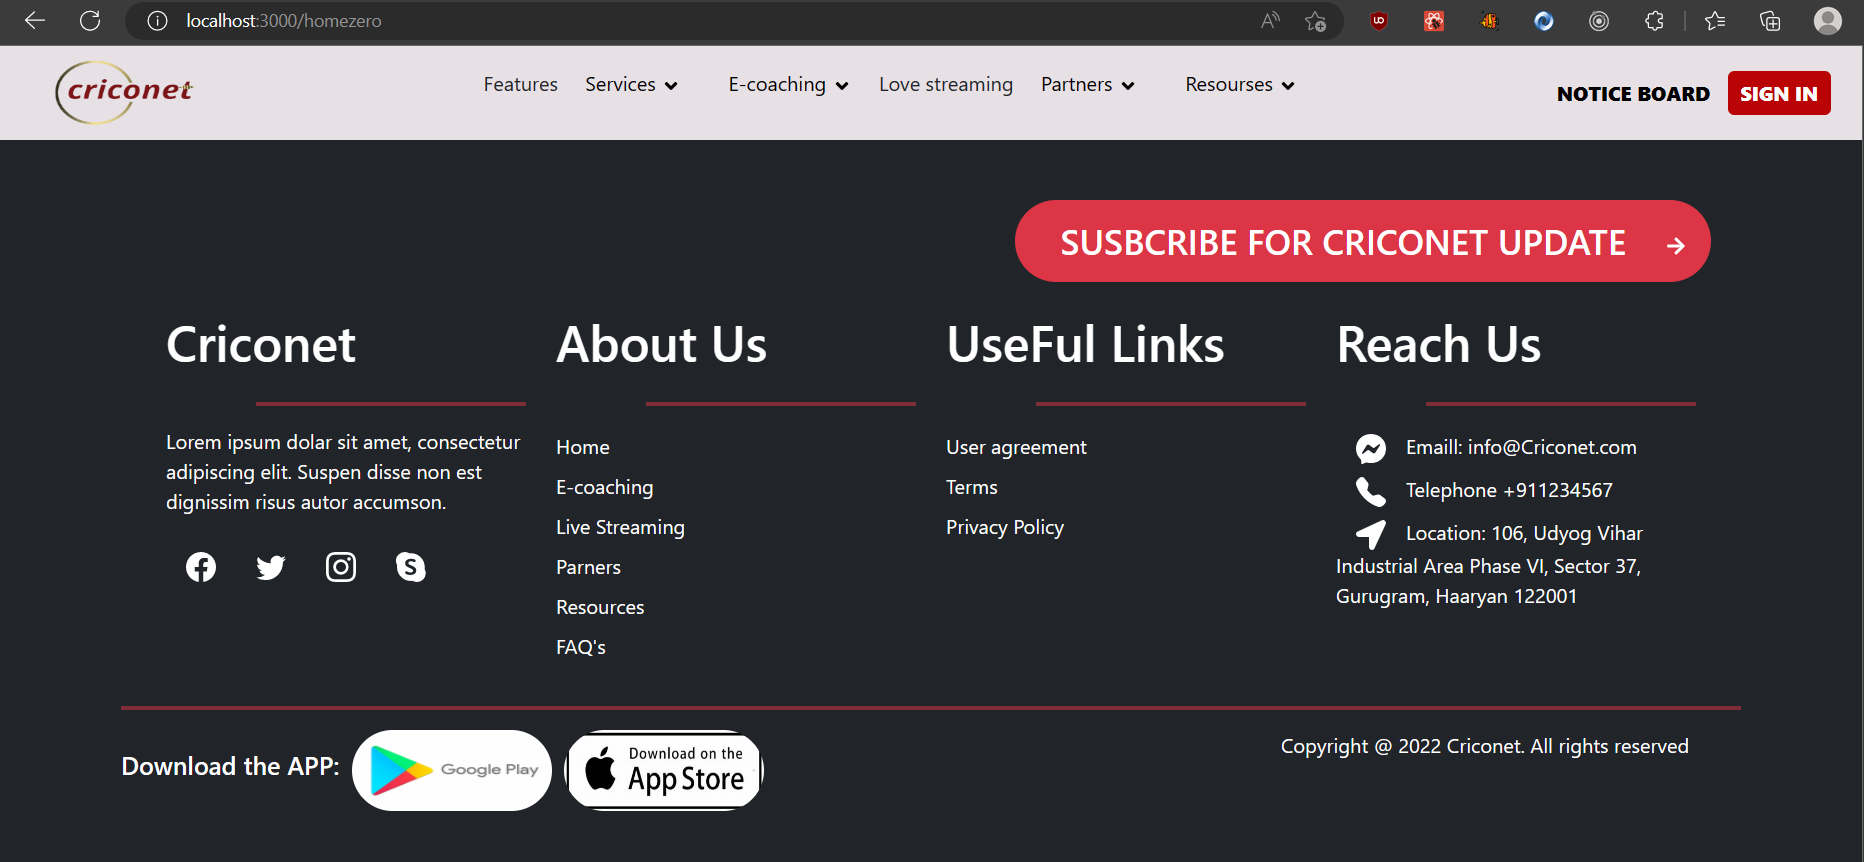 localhost:3000/homezero
criconet
Features Services E-coaching Love streaming Partners Resourses
NOTICE BOARD SIGN IN
SUSBCRIBE FOR CRICONET UPDATE
Criconet
Lorem ipsum dolar sit amet, consectetur
adipiscing elit. Suspen disse non est
dignissim risus autor accumson.
About Us
Home
E-coaching
Live Streaming
Parners
Resources
FAQ's
UseFul Links
User agreement
Terms
Privacy Policy
Reach Us
Emaill: info@Criconet.com
Telephone +911234567
Location: 106, Udyog Vihar
Industrial Area Phase VI, Sector 37,
Gurugram, Haaryan 122001
Download the APP:
Google Play
Download on the
App Store
Copyright @ 2022 Criconet. All rights reserved